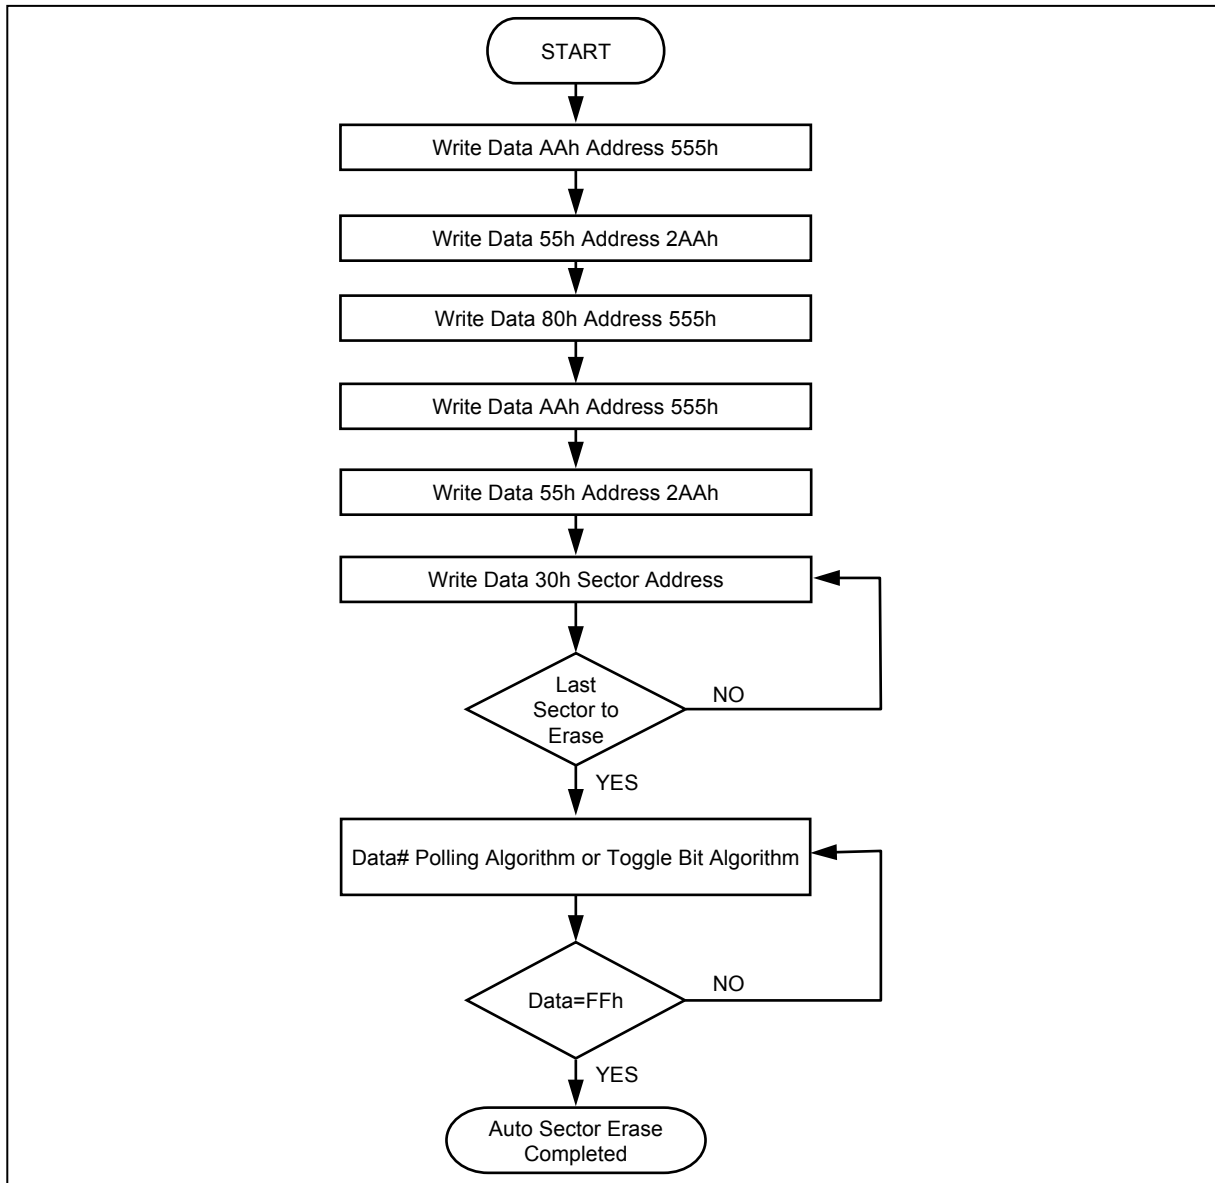 START
Write Data AAh Address 555h
Write Data 55h Address 2AAh
Write Data 80h Address 555h
Write Data AAh Address 555h
Write Data 55h Address 2AAh
Write Data 30h Sector Address
Last
Sector to
Erase
NO
YES
Data# Polling Algorithm or Toggle Bit Algorithm
Data=FFh
NO
YES
Auto Sector Erase
Completed